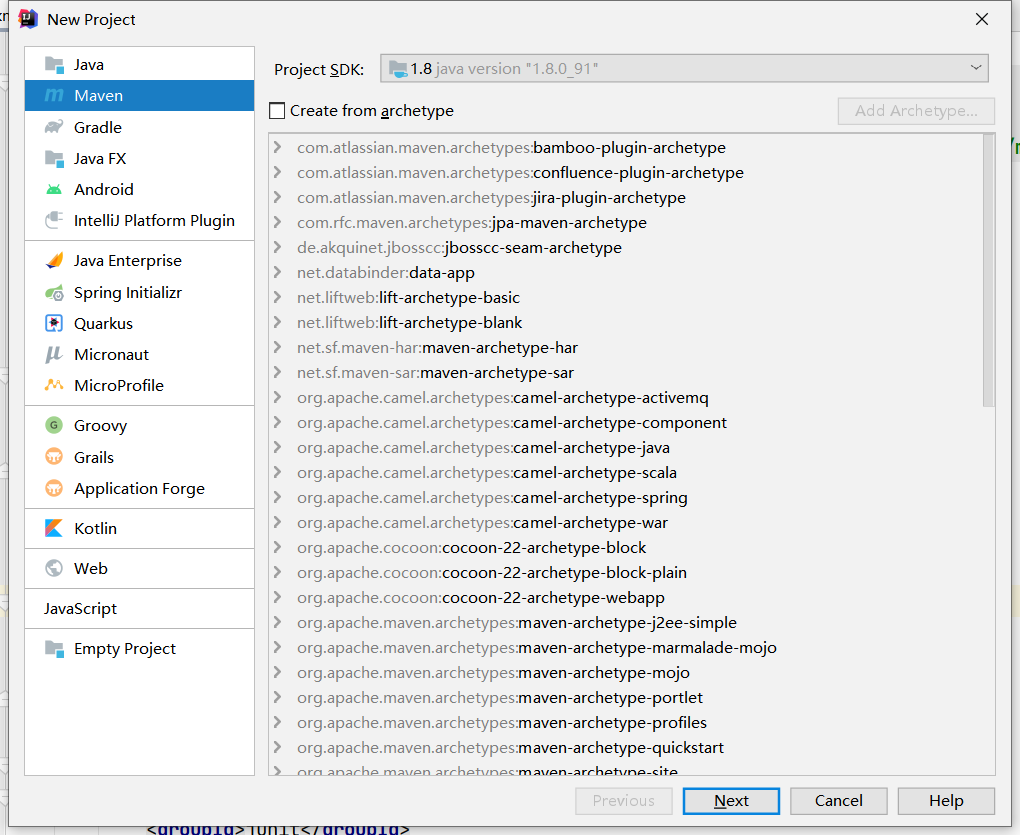 New Project
Java
Maven
Gradle
Java FX
Android
IntelliJ Platform Plugin
Java Enterprise
Spring Initializr
Quarkus
Micronaut
MicroProfile
Groovy
Grails
Application Forge
Kotlin
Web
JavaScript
Empty Project
Project SDK: 1.8 java version "1.8.0_91"
Create from archetype
Add Archetype...
com.atlassian.maven.archetypes:bamboo-plugin-archetype
com.atlassian.maven.archetypes:confluence-plugin-archetype
com.atlassian.maven.archetypes:jira-plugin-archetype
com.rfc.maven.archetypes:jpa-maven-archetype
de.akquinet.jbosscc:jbosscc-seam-archetype
net.databinder:data-app
net.liftweb:lift-archetype-basic
net.liftweb:lift-archetype-blank
net.sf.maven-har:maven-archetype-har
net.sf.maven-sar:maven-archetype-sar
org.apache.camel.archetypes:camel-archetype-activemq
org.apache.camel.archetypes:camel-archetype-component
org.apache.camel.archetypes:camel-archetype-java
org.apache.camel.archetypes:camel-archetype-scala
org.apache.camel.archetypes:camel-archetype-spring
org.apache.camel.archetypes:camel-archetype-war
org.apache.cocoon:cocoon-22-archetype-block
org.apache.cocoon:cocoon-22-archetype-block-plain
org.apache.cocoon:cocoon-22-archetype-webapp
org.apache.maven.archetypes:maven-archetype-j2ee-simple
org.apache.maven.archetypes:maven-archetype-marmalade-mojo
org.apache.maven.archetypes:maven-archetype-mojo
org.apache.maven.archetypes:maven-archetype-portlet
org.apache.maven.archetypes:maven-archetype-profiles
org.apache.maven.archetypes:maven-archetype-quickstart
org.apache.maven.archetypes:maven-archetype-site
Previous
Next
Cancel
Help
<groupId>junit</groupId>